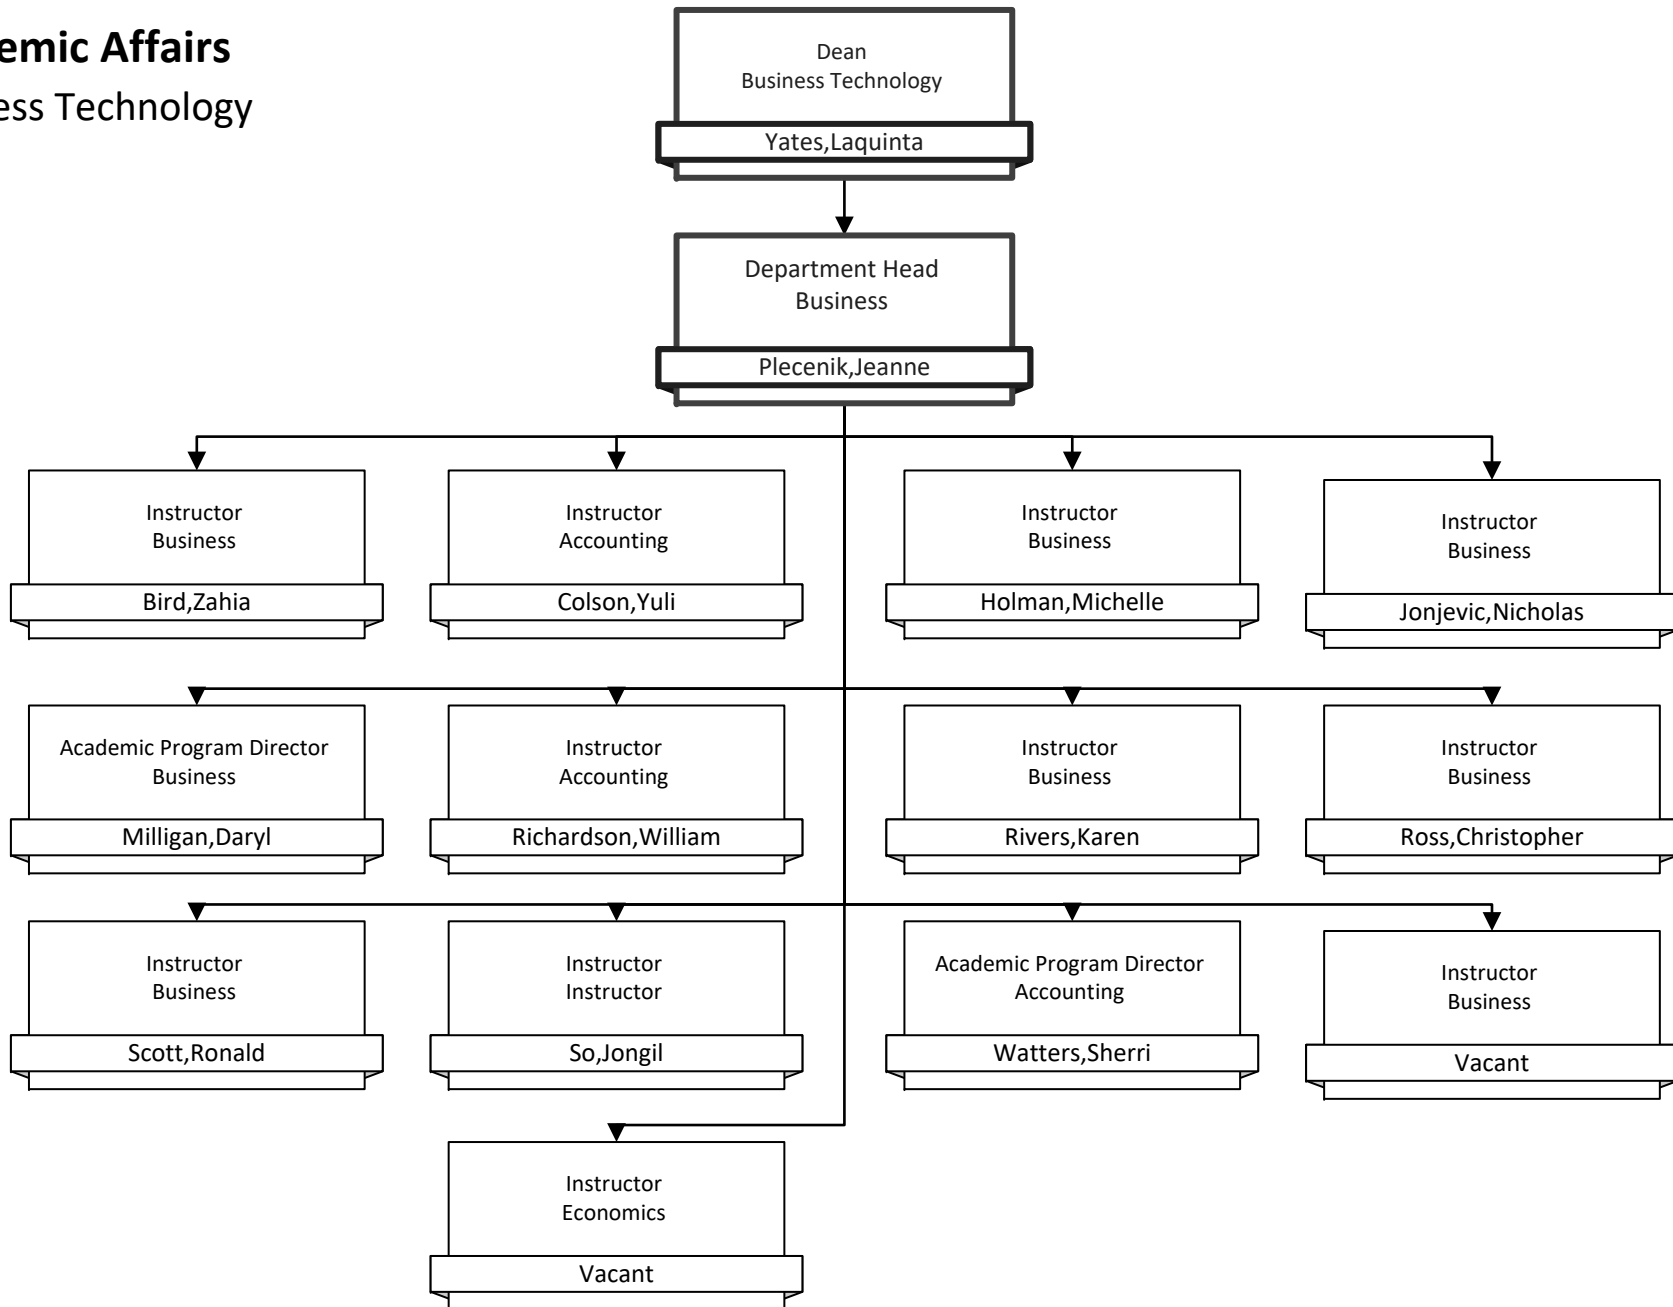 emic Affairs
ess Technology
Dean
Business Technology
Yates,Laquinta
Department Head
Business
Plecenik,Jeanne
Instructor
Business
Bird,Zahia
Instructor
Accounting
Colson,Yuli
Instructor
Business
Holman,Michelle
Instructor
Business
Jonjevic,Nicholas
Academic Program Director
Business
Milligan,Daryl
Instructor
Accounting
Richardson,William
Instructor
Business
Rivers,Karen
Instructor
Business
Ross,Christopher
Instructor
Business
Scott,Ronald
Instructor
Instructor
So,Jongil
Academic Program Director
Accounting
Watters,Sherri
Instructor
Business
Vacant
Instructor
Economics
Vacant